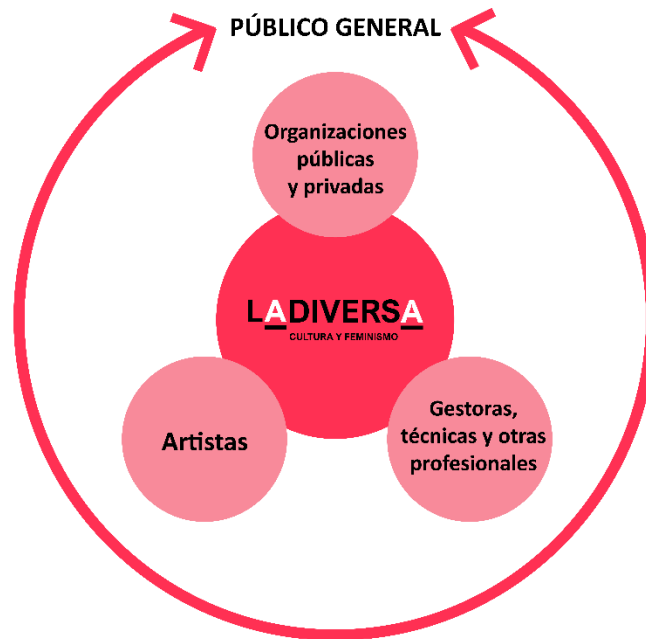 PÚBLICO GENERAL
Organizaciones
públicas
y privadas
LADIVERSA
CULTURA Y FEMINISMO
Artistas
Gestoras,
técnicas y otras
profesionales